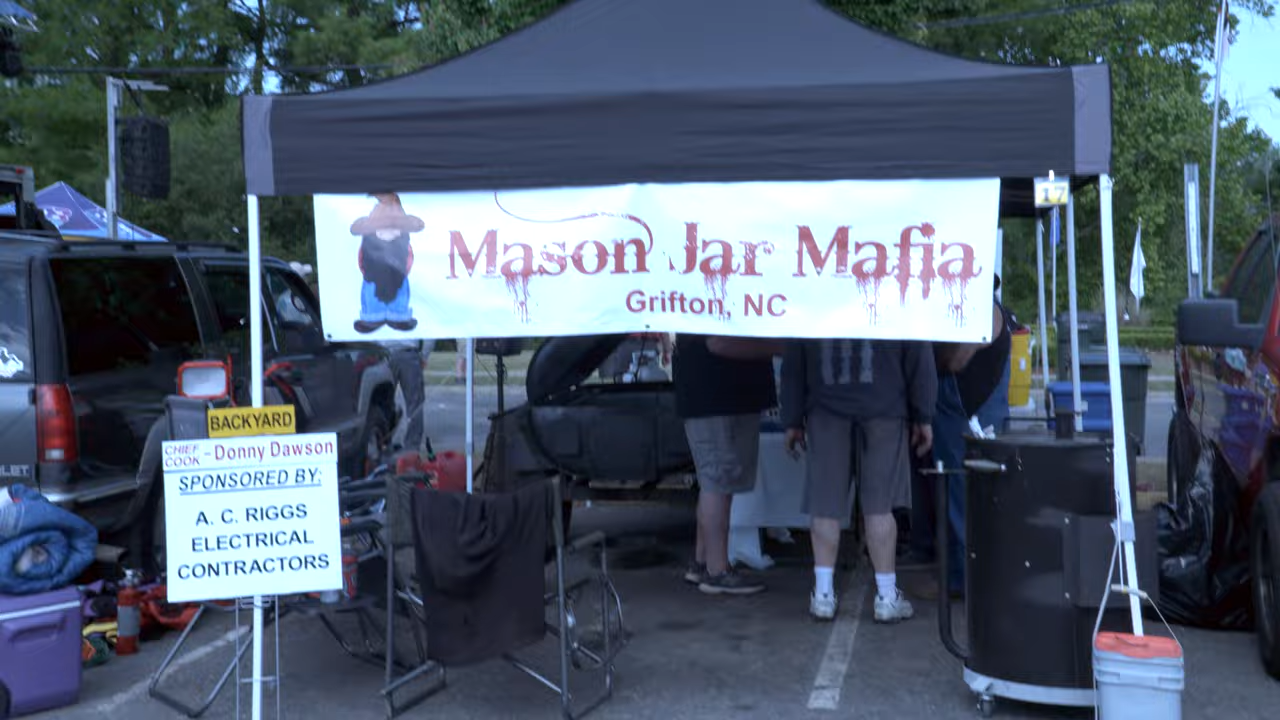 17
Mason Jar Mafia
Grifton, NC
BACKYARD
CHIEF COOK - Donny Dawson
SPONSORED BY:
A. C. RIGGS
ELECTRICAL
CONTRACTORS